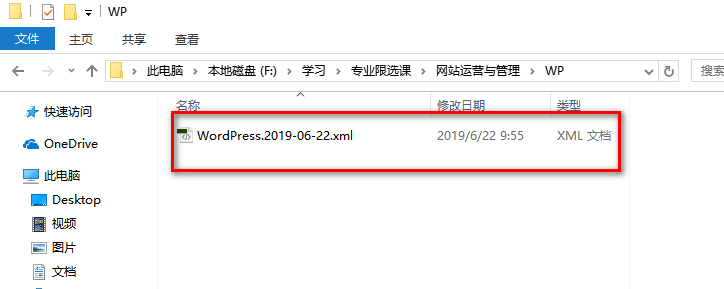 WP
文件 主页 共享 查看
此电脑 本地磁盘 (F:) 学习 专业限选课 网站运营与管理 WP 搜索
名称 修改日期 类型
快速访问
WordPress.2019-06-22.xml 2019/6/22 9:55 XML 文档
OneDrive
此电脑
Desktop
视频
图片
文档